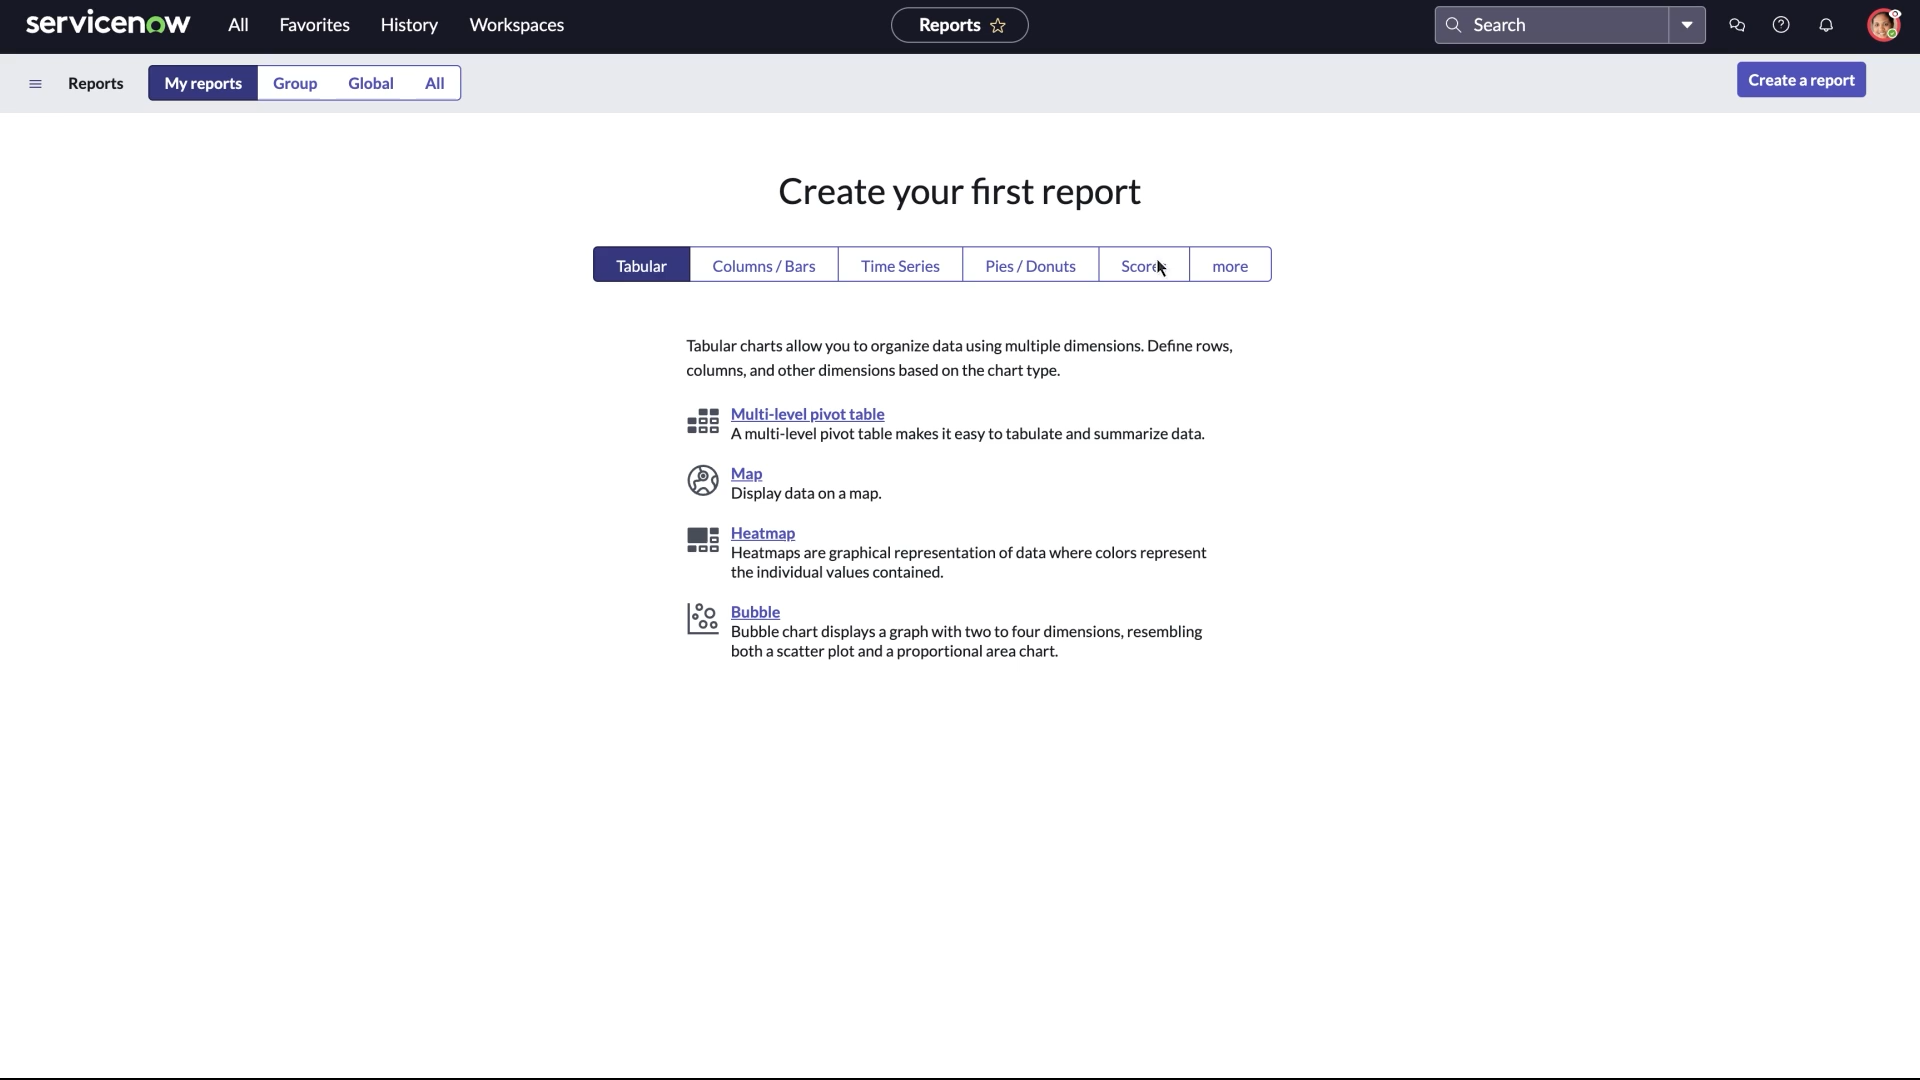 servicenow All Favorites History Workspaces Reports Search
Reports My reports Group Global All Create a report
Create your first report
Tabular Columns / Bars Time Series Pies / Donuts more
Tabular charts allow you to organize data using multiple dimensions. Define rows,
columns, and other dimensions based on the chart type.
Multi-level pivot table
A multi-level pivot table makes it easy to tabulate and summarize data.
Map
Display data on a map.
Heatmap
Heatmaps are graphical representation of data where colors represent
the individual values contained.
Bubble
Bubble chart displays a graph with two to four dimensions, resembling
both a scatter plot and a proportional area chart.